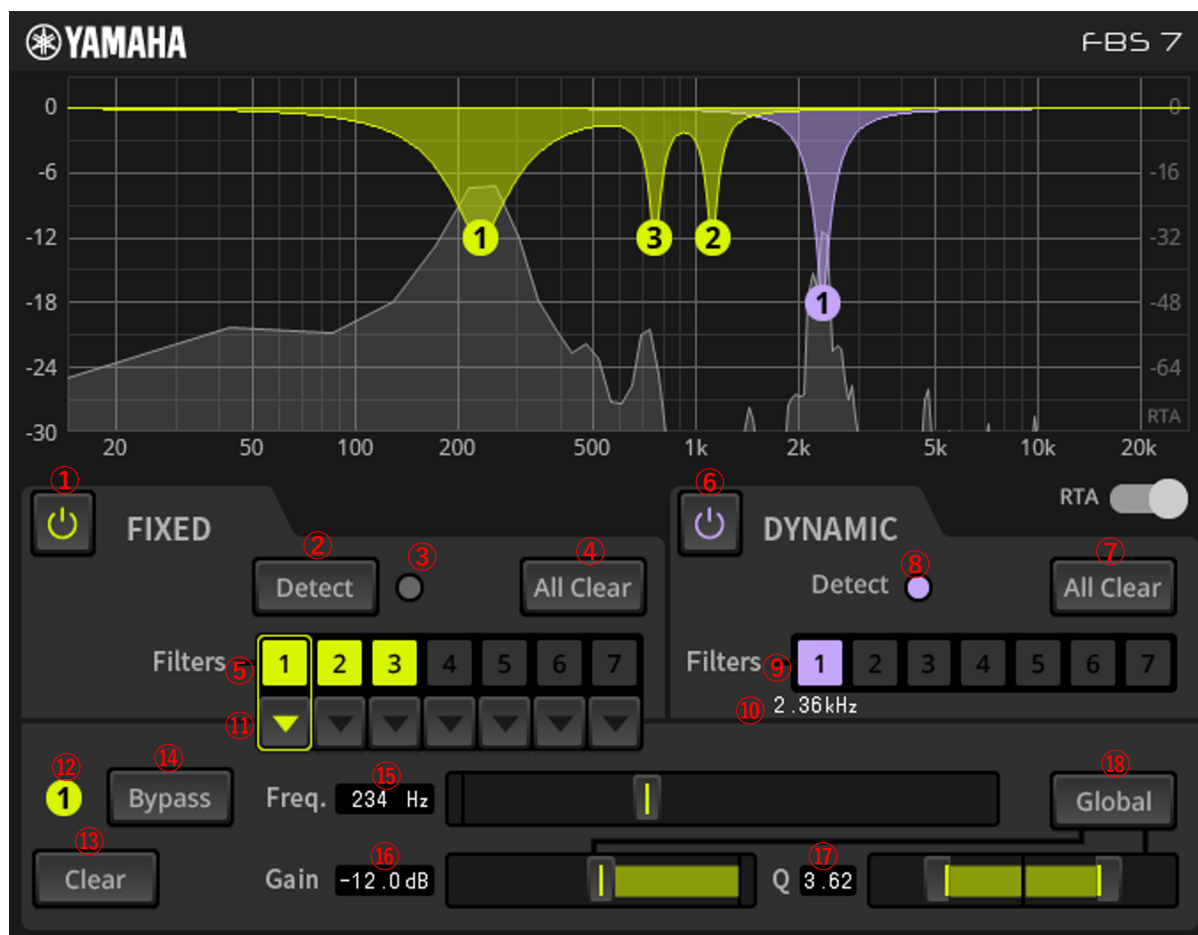 YAMAHA FBS 7
0 0
-6 -16
-12 -32
1 3 2
-18 1 -48
-24 -64
RTA
-30
20 50 100 200 500 1k 2k 5k 10k 20k
① ⑥
RTA
FIXED DYNAMIC
② ③ ④ ⑧ ⑦
Detect All Clear Detect All Clear
Filters ⑤ 1 2 3 4 5 6 7 Filters ⑨ 1 2 3 4 5 6 7
⑩ 2.36kHz
⑪
⑫ ⑭ ⑮ ⑱
1 Bypass Freq. 234 Hz Global
⑬ ⑯ ⑰
Clear Gain -12.0dB Q 3.62